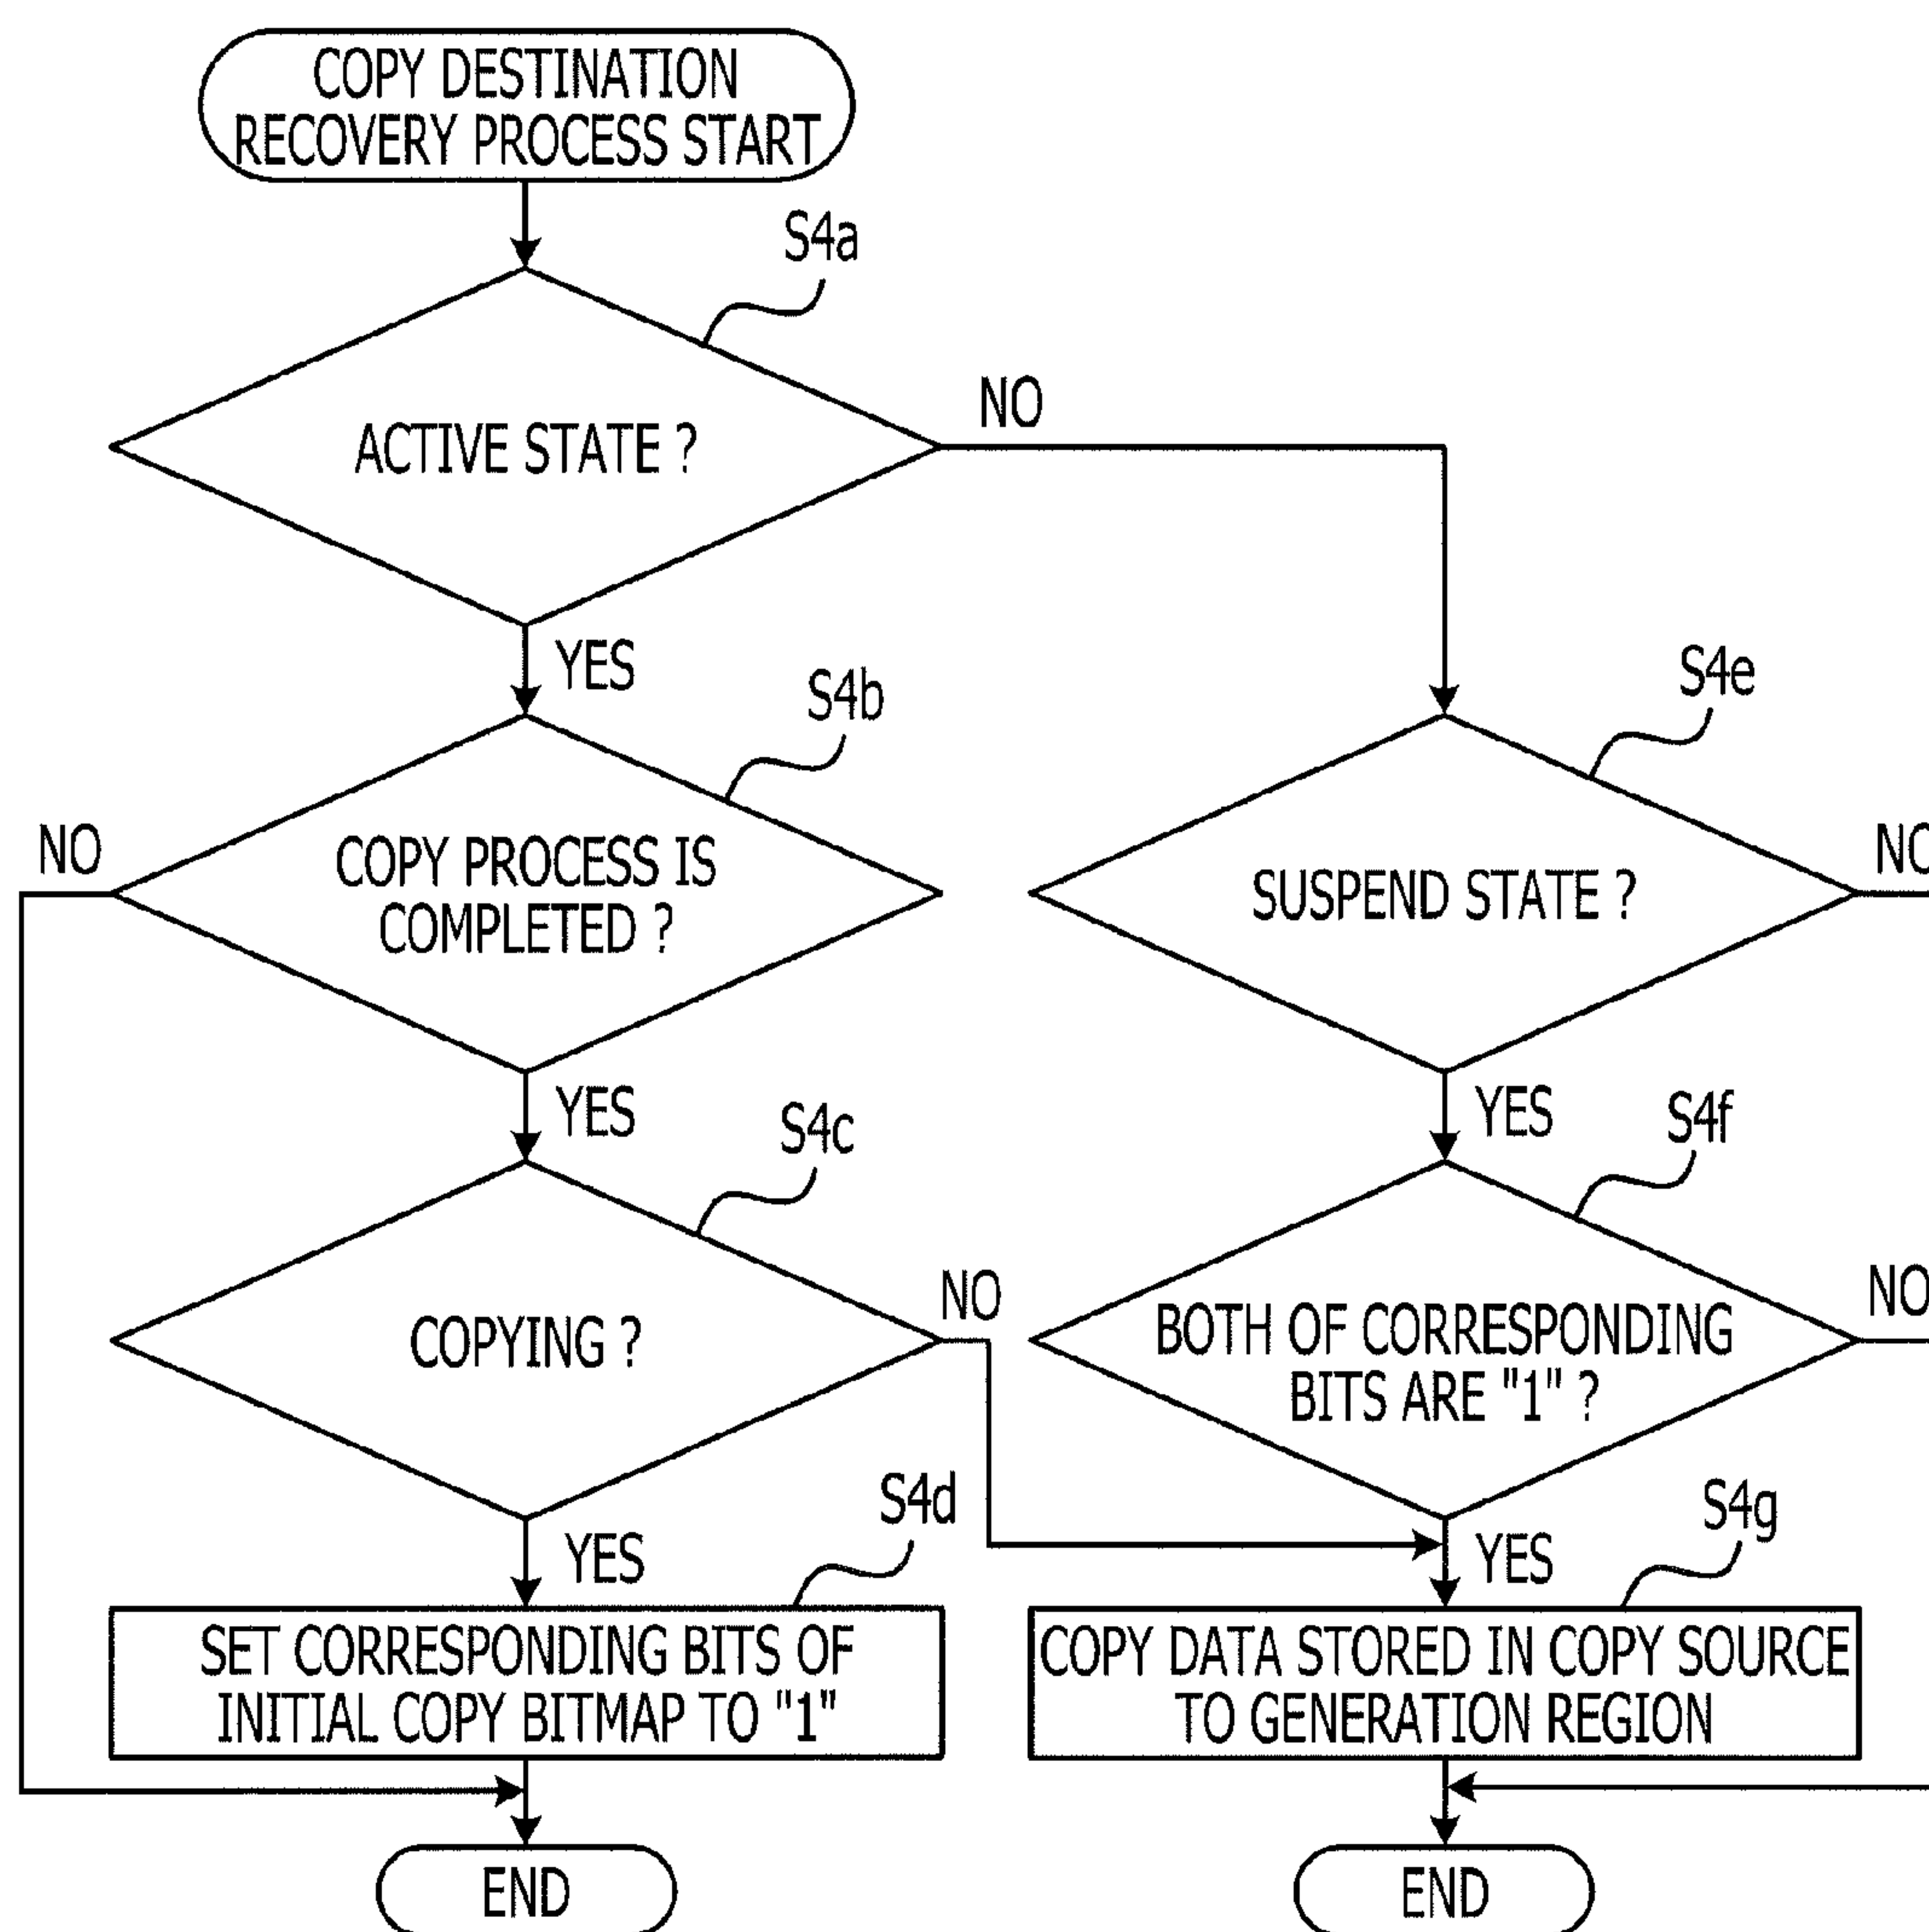 COPY DESTINATION
RECOVERY PROCESS START
S4a
ACTIVE STATE ?
NO
YES
S4b
S4e
NO
COPY PROCESS IS
COMPLETED ?
SUSPEND STATE ?
NO
YES
S4c
YES
S4f
COPYING ?
NO
BOTH OF CORRESPONDING
BITS ARE "1" ?
NO
YES
S4d
YES
S4g
SET CORRESPONDING BITS OF
INITIAL COPY BITMAP TO "1"
COPY DATA STORED IN COPY SOURCE
TO GENERATION REGION
END
END